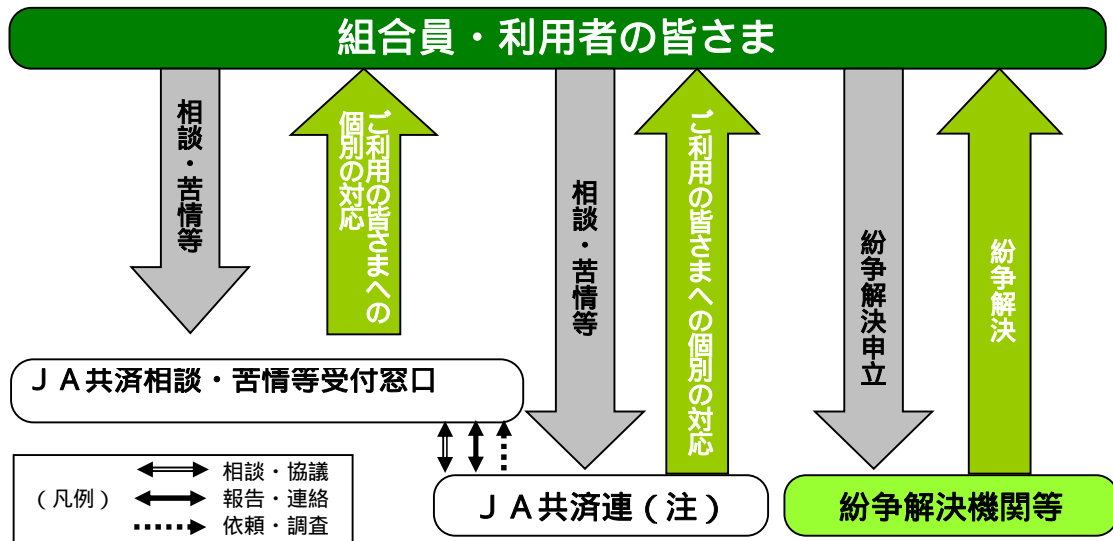 組合員・利用者の皆さま
相談・苦情等
ご利用の皆さまへの
個別の対応
相談・苦情等
ご利用の皆さまへの個別の対応
紛争解決申立
紛争解決
ＪＡ共済相談・苦情等受付窓口
（凡例）
相談・協議
報告・連絡
依頼・調査
ＪＡ共済連（注）
紛争解決機関等